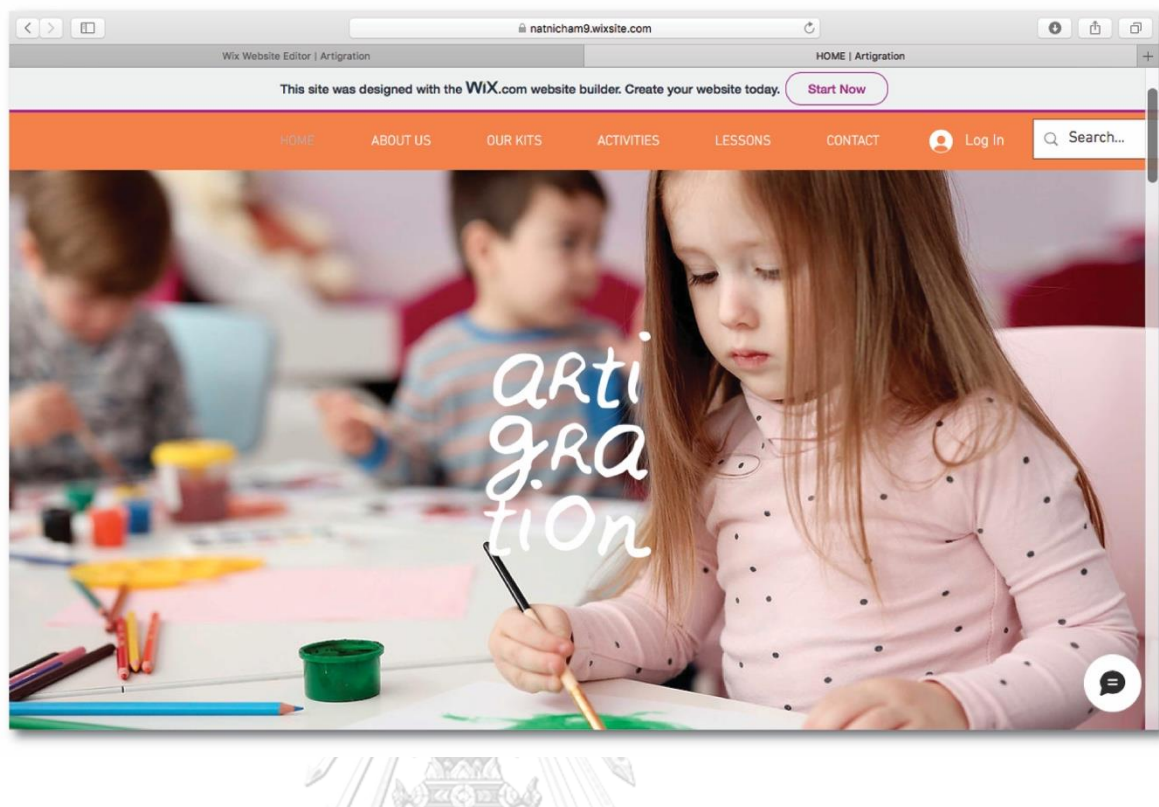 natnicham9.wixsite.com
Wix Website Editor | Artigration
HOME | Artigration
This site was designed with the WiX.com website builder. Create your website today. Start Now
HOME ABOUT US OUR KITS ACTIVITIES LESSONS CONTACT Log In Search...
aRti
gRa
tion